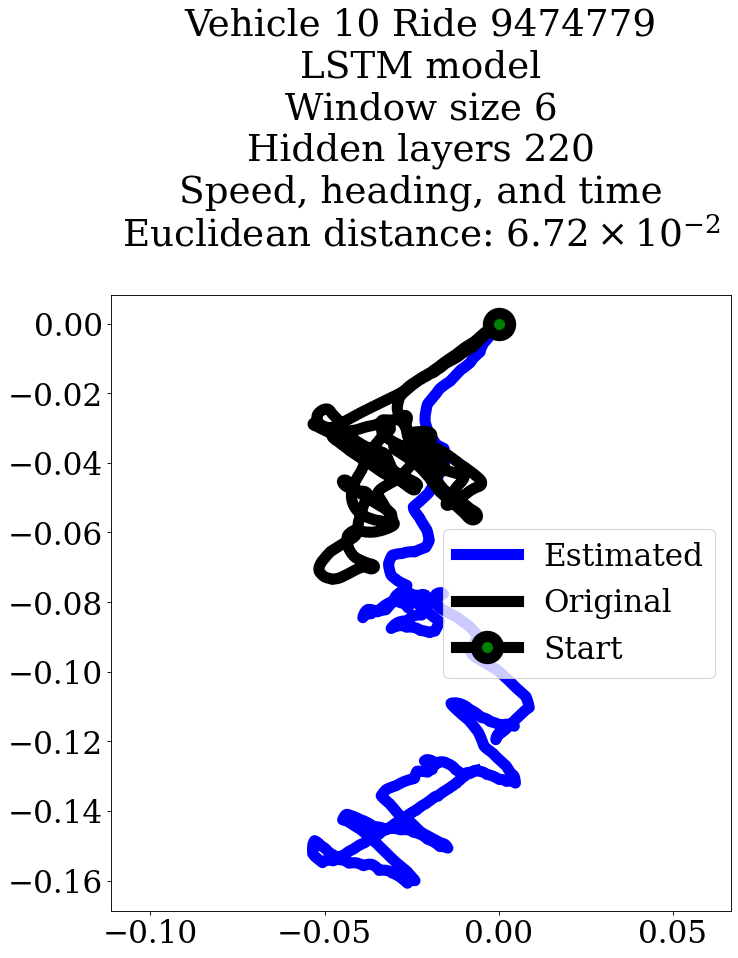 Vehicle 10 Ride 9474779
LSTM model
Window size 6
Hidden layers 220
Speed, heading, and time
Euclidean distance: 6.72 × 10⁻²
0.00
−0.02
−0.04
−0.06
−0.08
−0.10
−0.12
−0.14
−0.16
Estimated
Original
Start
−0.10 −0.05 0.00 0.05